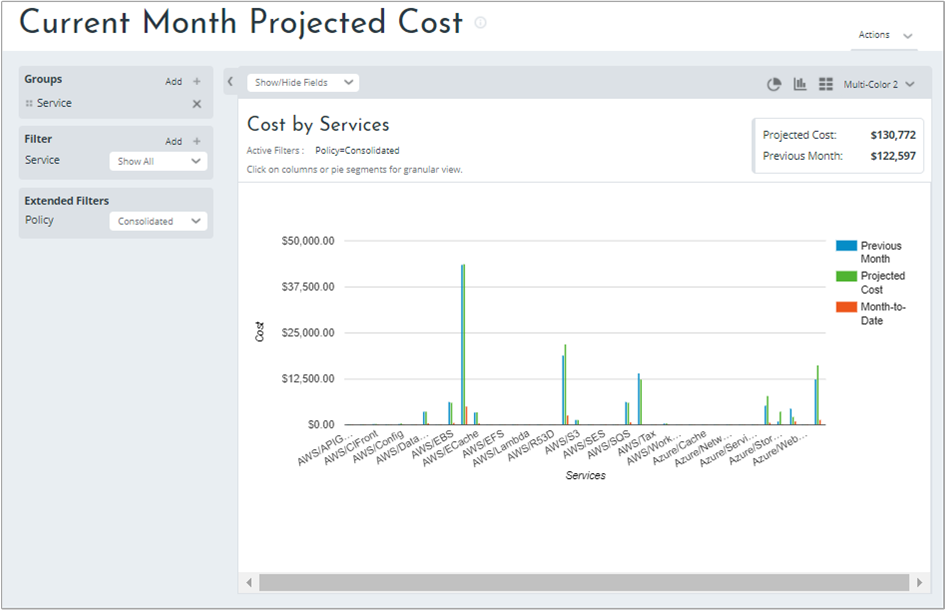 Current Month Projected Cost
Actions
Groups
Add +
Service
Filter
Add +
Service
Show All
Extended Filters
Policy
Consolidated
Show/Hide Fields
Multi-Color 2
Cost by Services
Active Filters : Policy=Consolidated
Click on columns or pie segments for granular view.
Projected Cost: $130,772
Previous Month: $122,597
$50,000.00
$37,500.00
$25,000.00
$12,500.00
$0.00
Cost
AWS/APIG...
AWS/ClFront
AWS/Config
AWS/Data...
AWS/EBS
AWS/ECache
AWS/EFS
AWS/Lambda
AWS/R53D
AWS/S3
AWS/SES
AWS/SQS
AWS/Tax
AWS/Work...
Azure/Cache
Azure/Netw...
Azure/Servi...
Azure/Stor...
Azure/Web...
Services
Previous
Month
Projected
Cost
Month-to-
Date